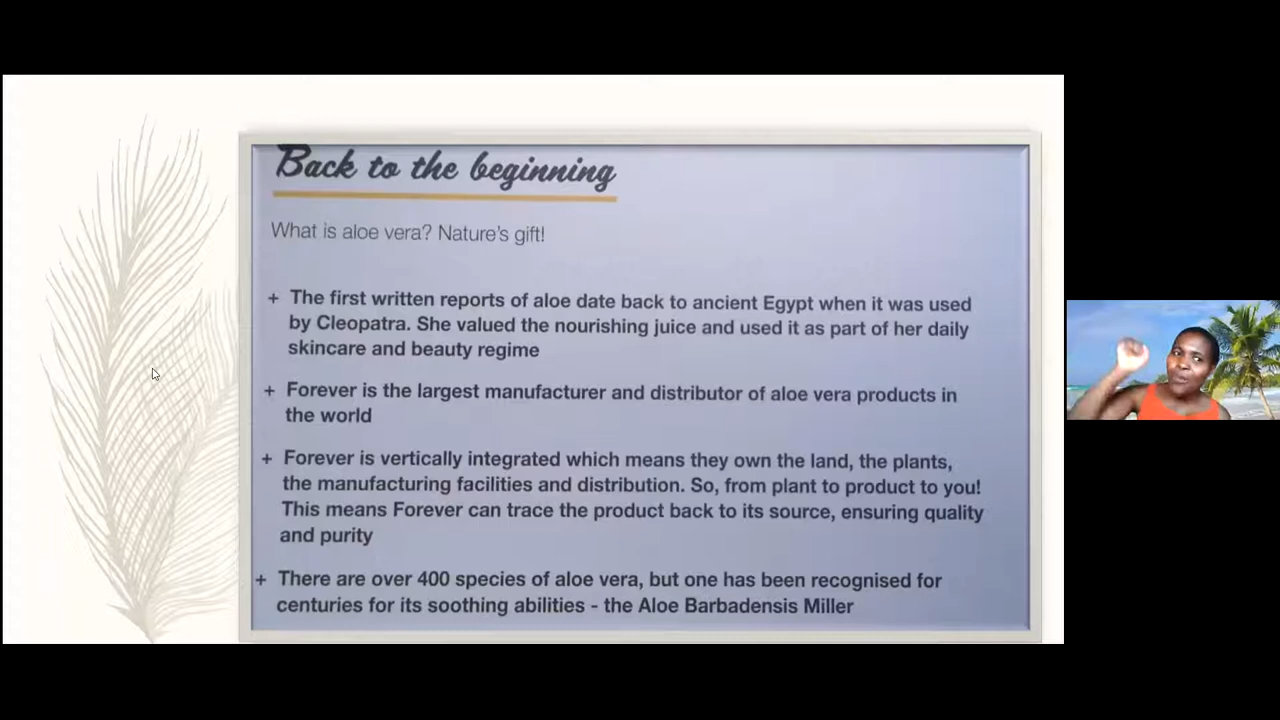 Back to the beginning
What is aloe vera? Nature's gift!
+ The first written reports of aloe date back to ancient Egypt when it was used
by Cleopatra. She valued the nourishing juice and used it as part of her daily
skincare and beauty regime
+ Forever is the largest manufacturer and distributor of aloe vera products in
the world
+ Forever is vertically integrated which means they own the land, the plants,
the manufacturing facilities and distribution. So, from plant to product to you!
This means Forever can trace the product back to its source, ensuring quality
and purity
+ There are over 400 species of aloe vera, but one has been recognised for
centuries for its soothing abilities - the Aloe Barbadensis Miller